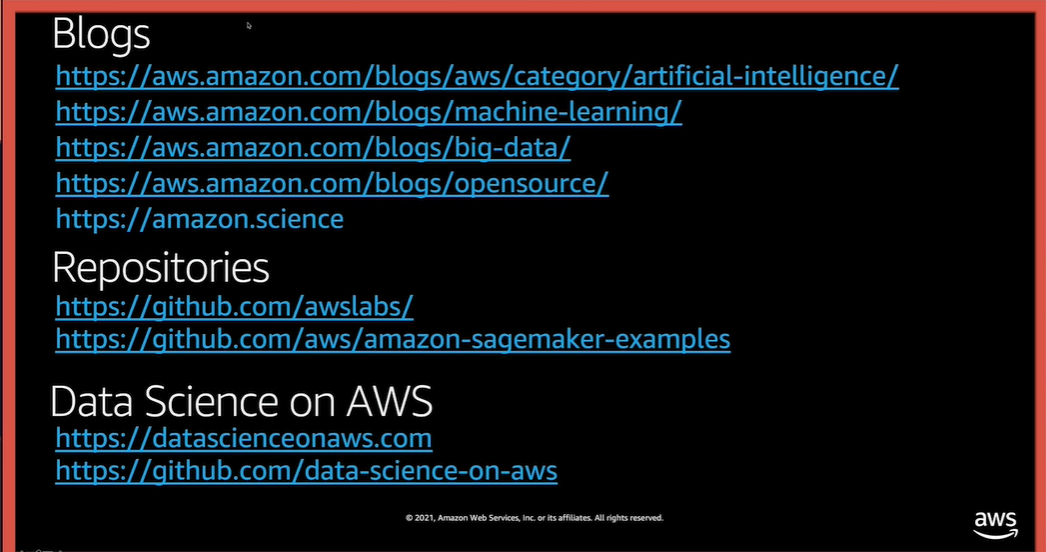 Blogs
https://aws.amazon.com/blogs/aws/category/artificial-intelligence/
https://aws.amazon.com/blogs/machine-learning/
https://aws.amazon.com/blogs/big-data/
https://aws.amazon.com/blogs/opensource/
https://amazon.science
Repositories
https://github.com/awslabs/
https://github.com/aws/amazon-sagemaker-examples
Data Science on AWS
https://datascienceonaws.com
https://github.com/data-science-on-aws
© 2021, Amazon Web Services, Inc. or its affiliates. All rights reserved.
aws